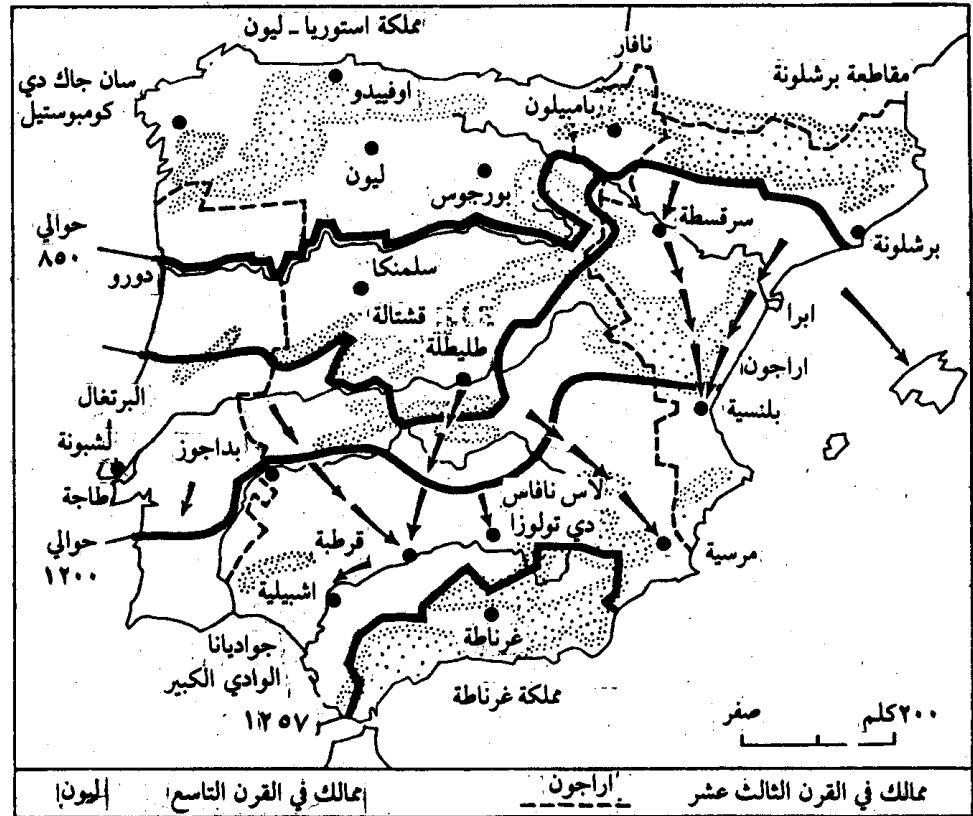 مملكة استوريا ـ ليون
نافار
مقاطعة برشلونة
سان جاك دي
كومبوستيل
اوفييدو
بامبيلون
ليون
بورجوس
سرقسطة
برشلونة
حوالي
٨٥٠
دورو
سلمنكا
قشتالة
طليطلة
ابرا
اراجون
بلنسية
البرتغال
لشبونة
بداجوز
طاجة
لاس نافاس
دي تولوزا
حوالي
١٢٠٠
قرطبة
مرسية
اشبيلية
غرناطة
جواديانا
الوادي الكبير
مملكة غرناطة
١٢٥٧
صفر
٢٠٠كلم
ممالك في القرن الثالث عشر
اراجون
ممالك في القرن التاسع
ليون